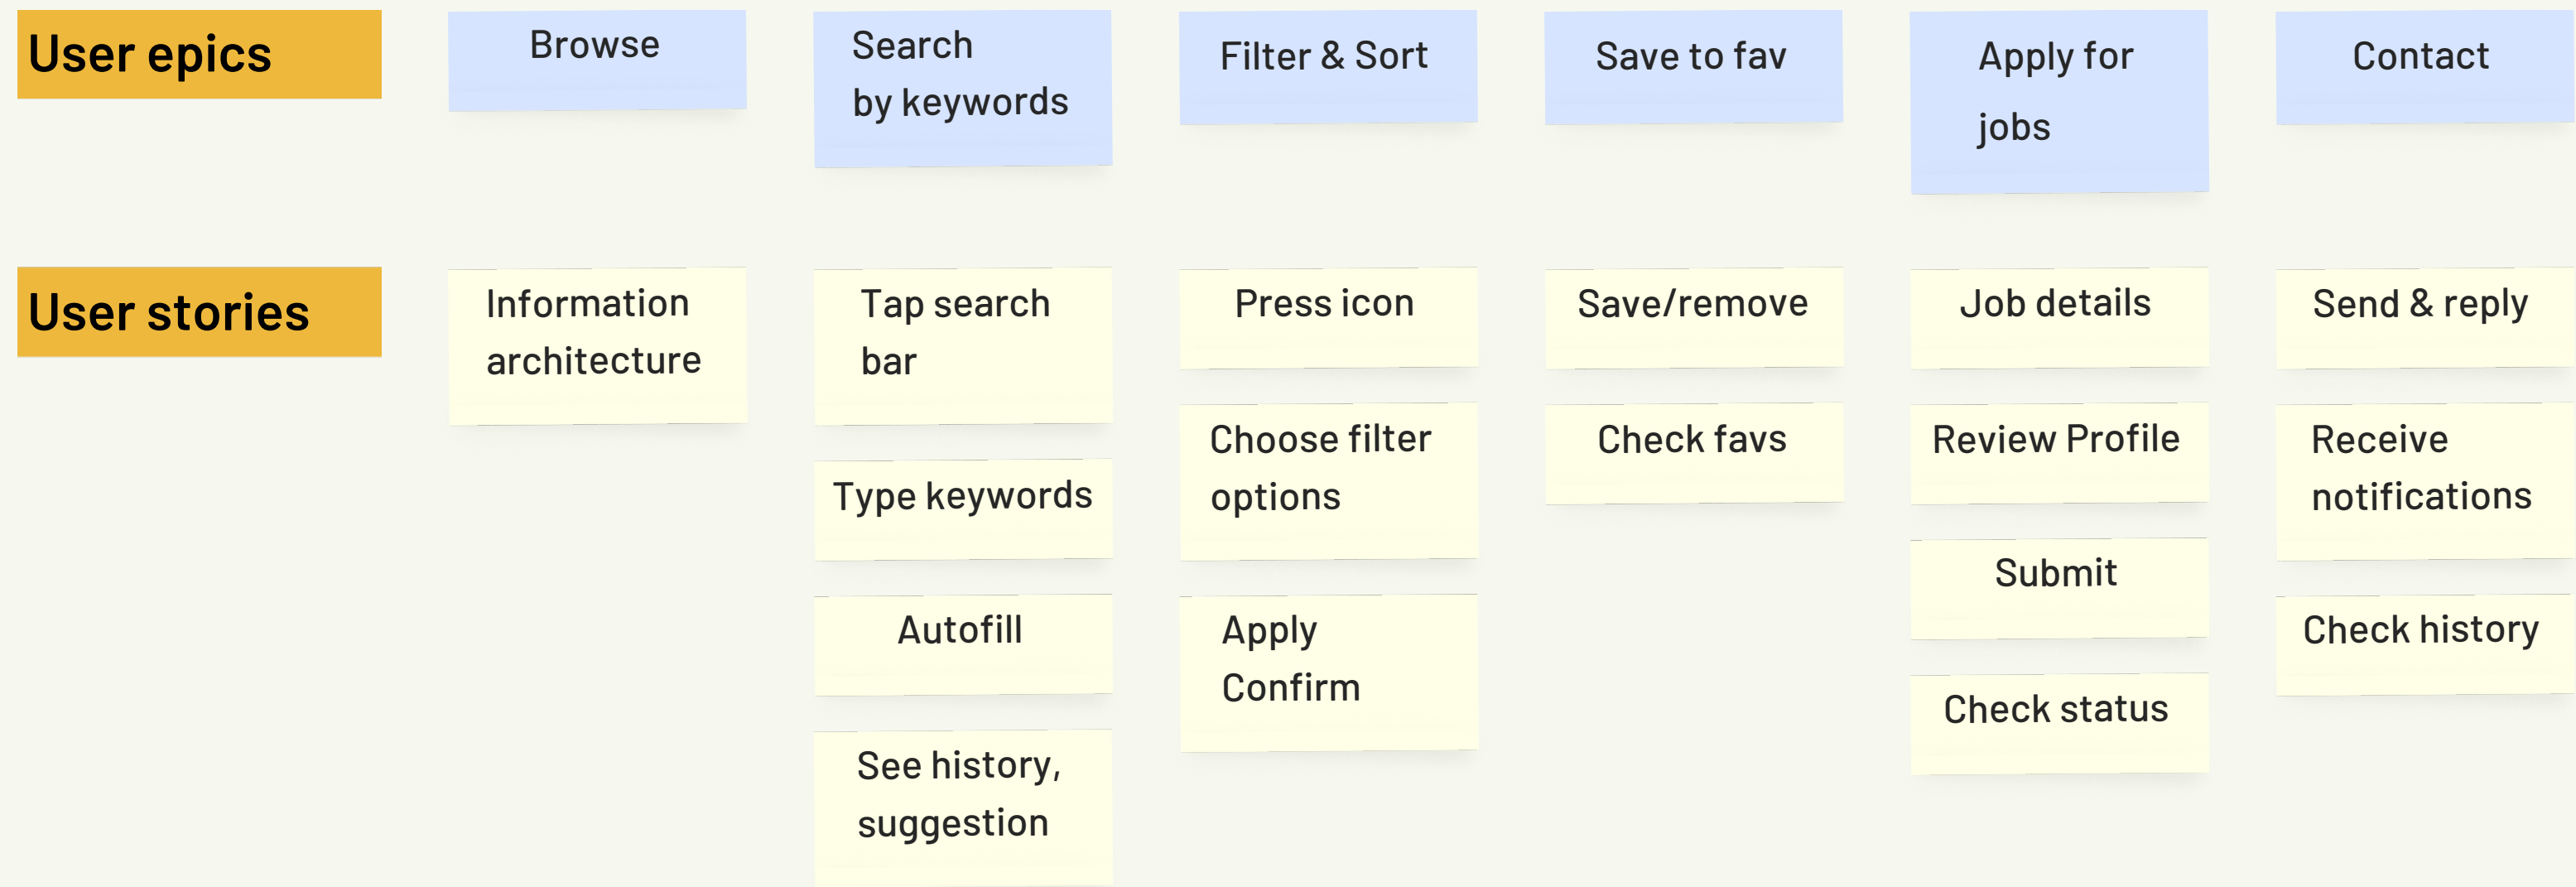 User epics
Browse
Search
by keywords
Filter & Sort
Save to fav
Apply for
jobs
Contact
User stories
Information
architecture
Tap search
bar
Type keywords
Autofill
See history,
suggestion
Press icon
Choose filter
options
Apply
Confirm
Save/remove
Check favs
Job details
Review Profile
Submit
Check status
Send & reply
Receive
notifications
Check history